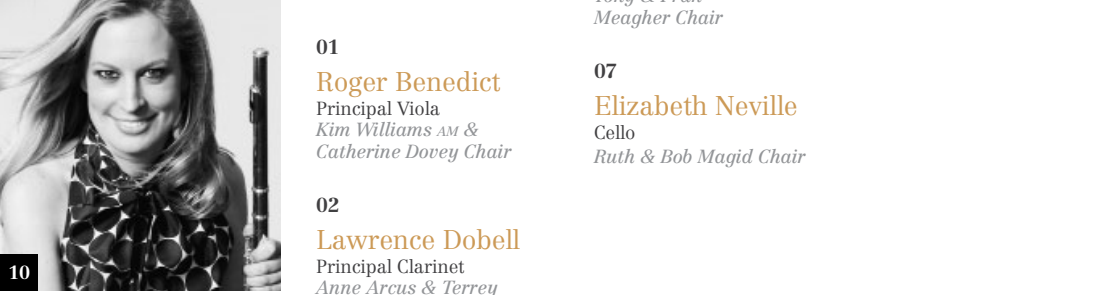 10
01
Roger Benedict
Principal Viola
Kim Williams AM &
Catherine Dovey Chair
02
Lawrence Dobell
Principal Clarinet
Anne Arcus & Terrey
Meagher Chair
07
Elizabeth Neville
Cello
Ruth & Bob Magid Chair